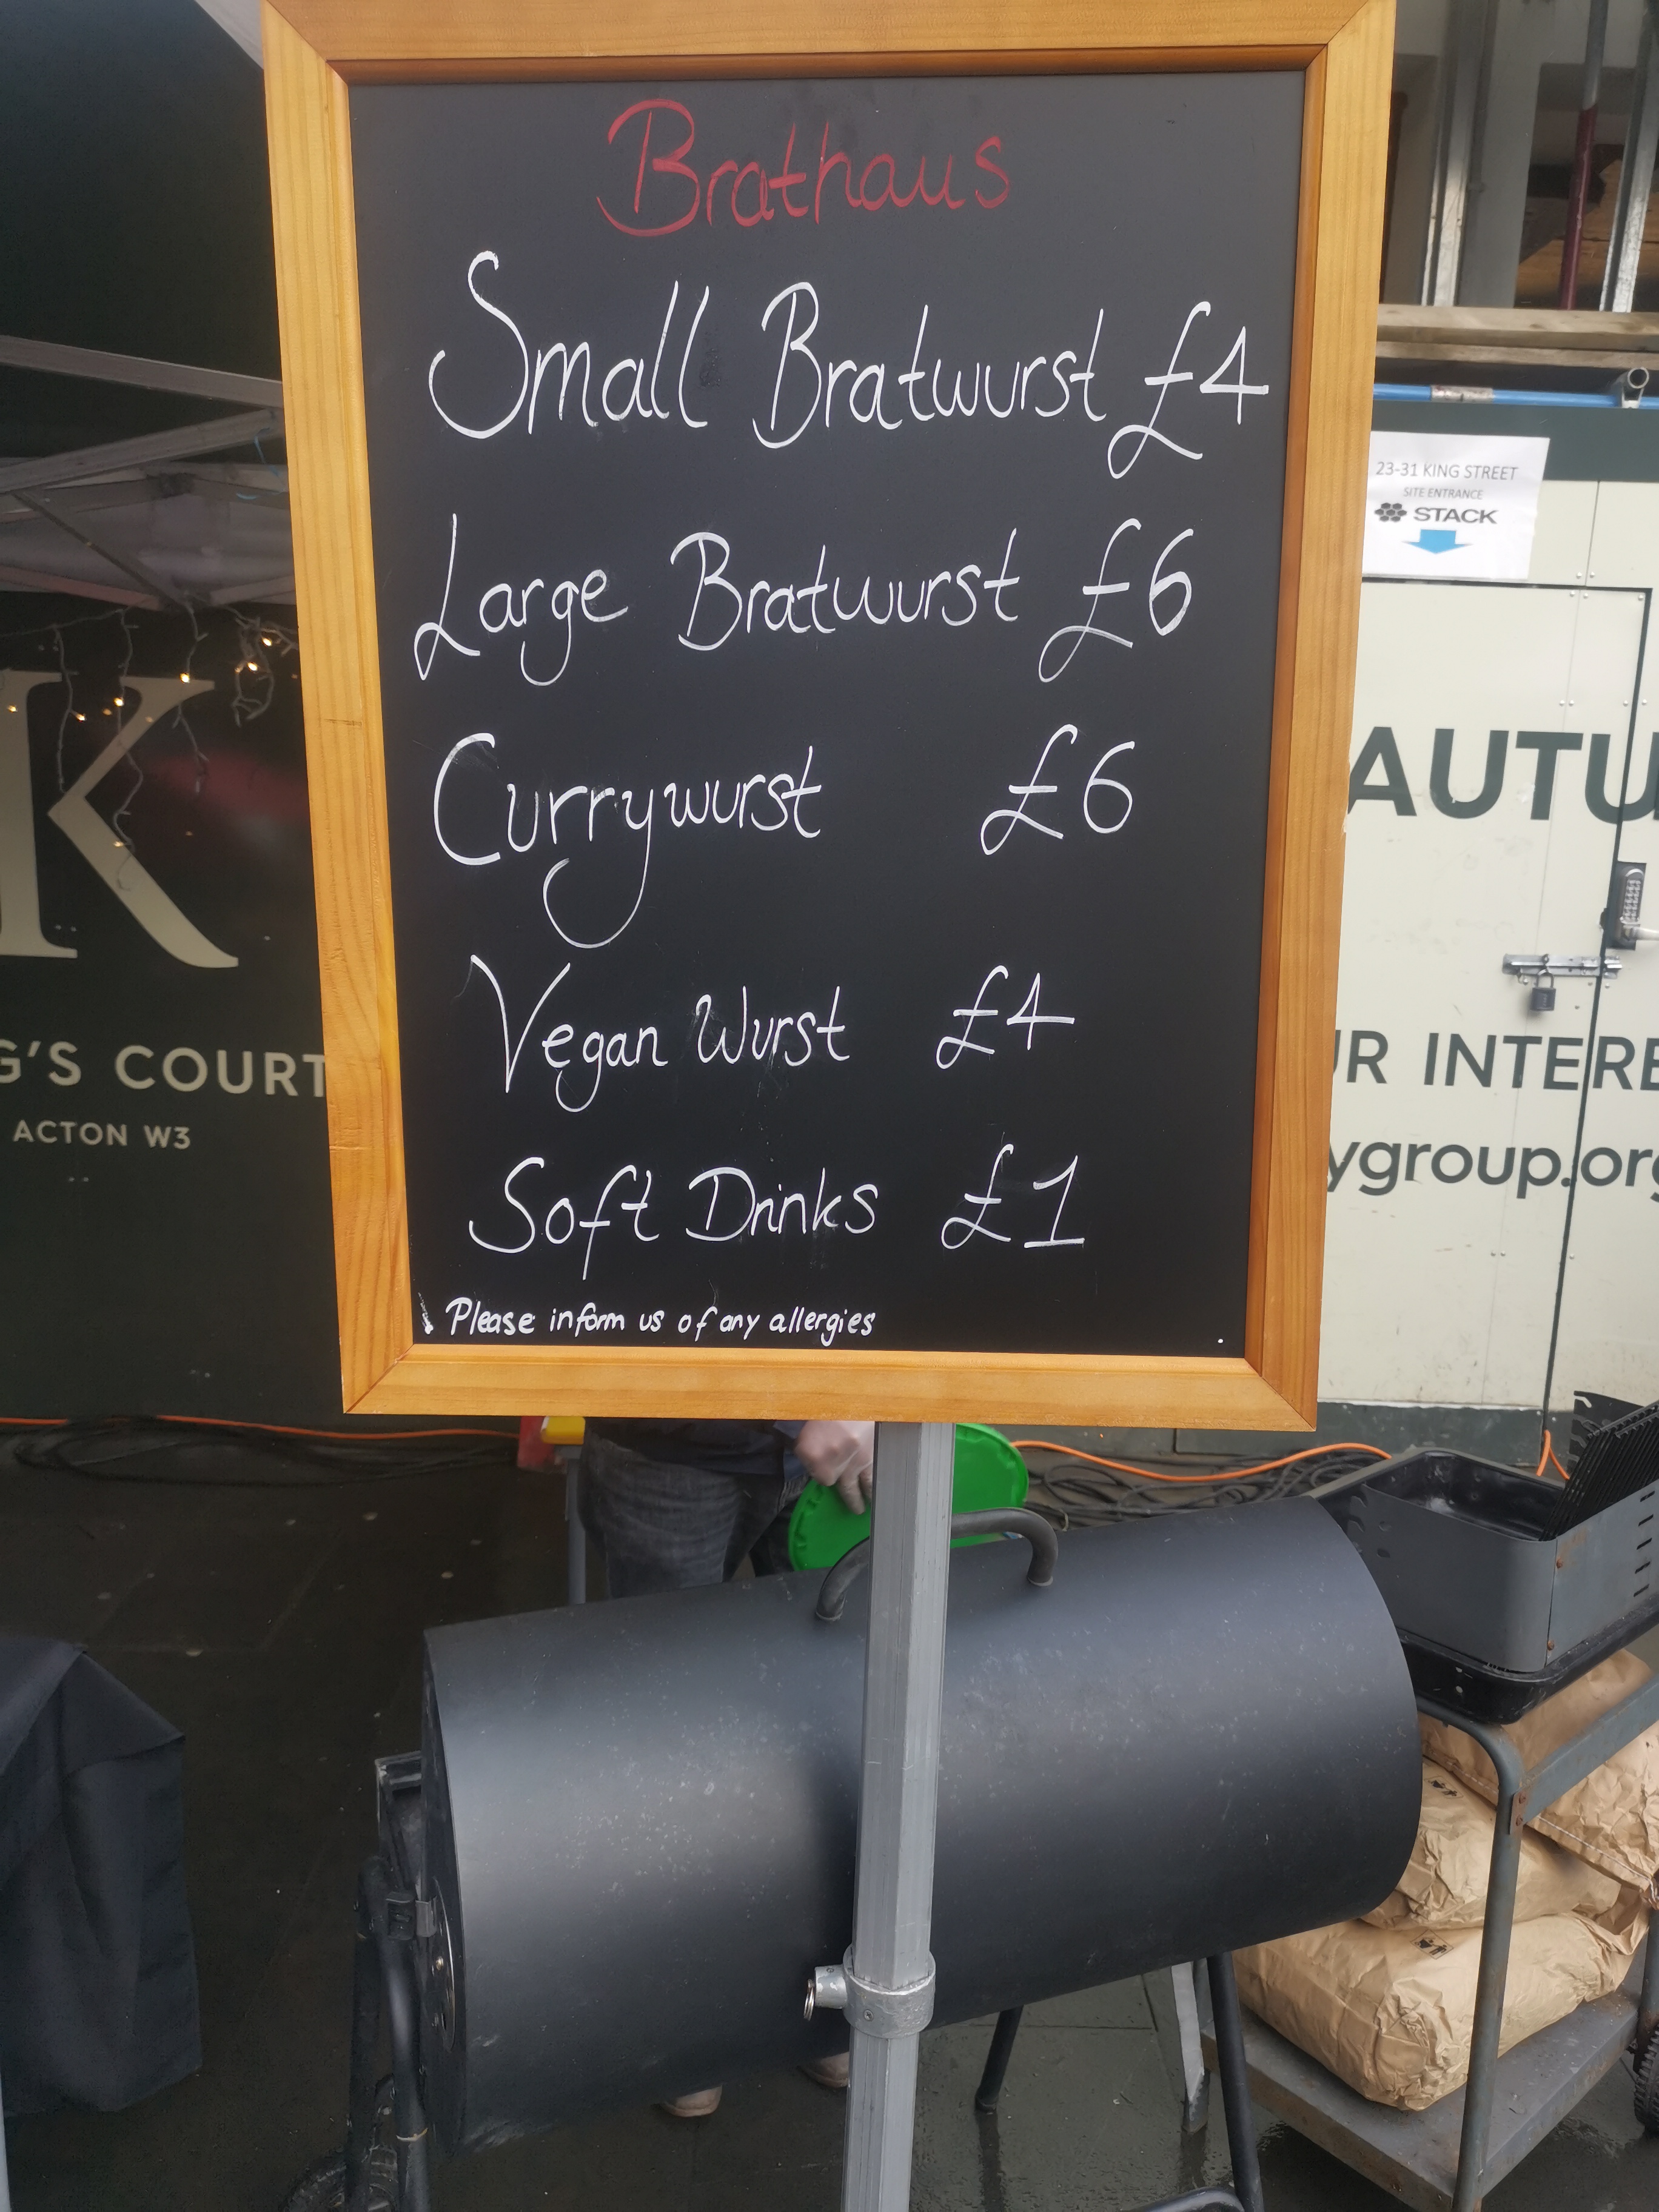 Brathaus
Small Bratwurst £4
Large Bratwurst £6
Currywurst £6
Vegan Wurst £4
Soft Drinks £1
Please inform us of any allergies
23-31 KING STREET
SITE ENTRANCE
STACK
K
G'S COURT
ACTON W3
AUTU
UR INTERE
ygroup.org